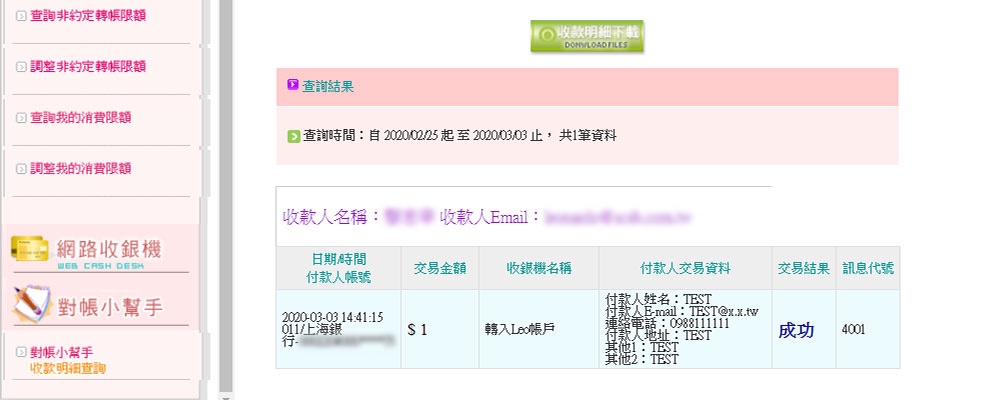 查詢非約定轉帳限額
調整非約定轉帳限額
查詢我的消費限額
調整我的消費限額
網路收銀機
WEB CASH DESK
對帳小幫手
對帳小幫手
收款明細查詢
收款明細下載
DOWNLOAD FILES
查詢結果
查詢時間：自 2020/02/25 起 至 2020/03/03 止， 共1筆資料
收款人名稱： 收款人Email：
日期/時間
付款人帳號
交易金額
收銀機名稱
付款人交易資料
交易結果
訊息代號
2020-03-03 14:41:15
011/上海銀
行-
$ 1
轉入Leo帳戶
付款人姓名：TEST
付款人E-mail：TEST@x.x.tw
連絡電話：0988111111
付款人地址：TEST
其他1：TEST
其他2：TEST
成功
4001